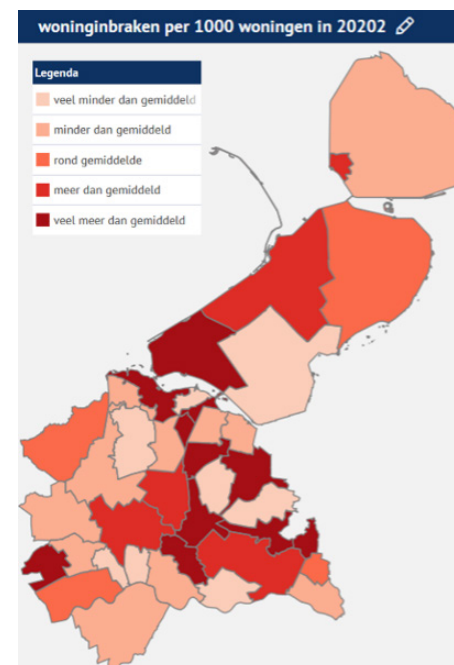 woninginbraken per 1000 woningen in 20202
Legenda
veel minder dan gemiddeld
minder dan gemiddeld
rond gemiddelde
meer dan gemiddeld
veel meer dan gemiddeld